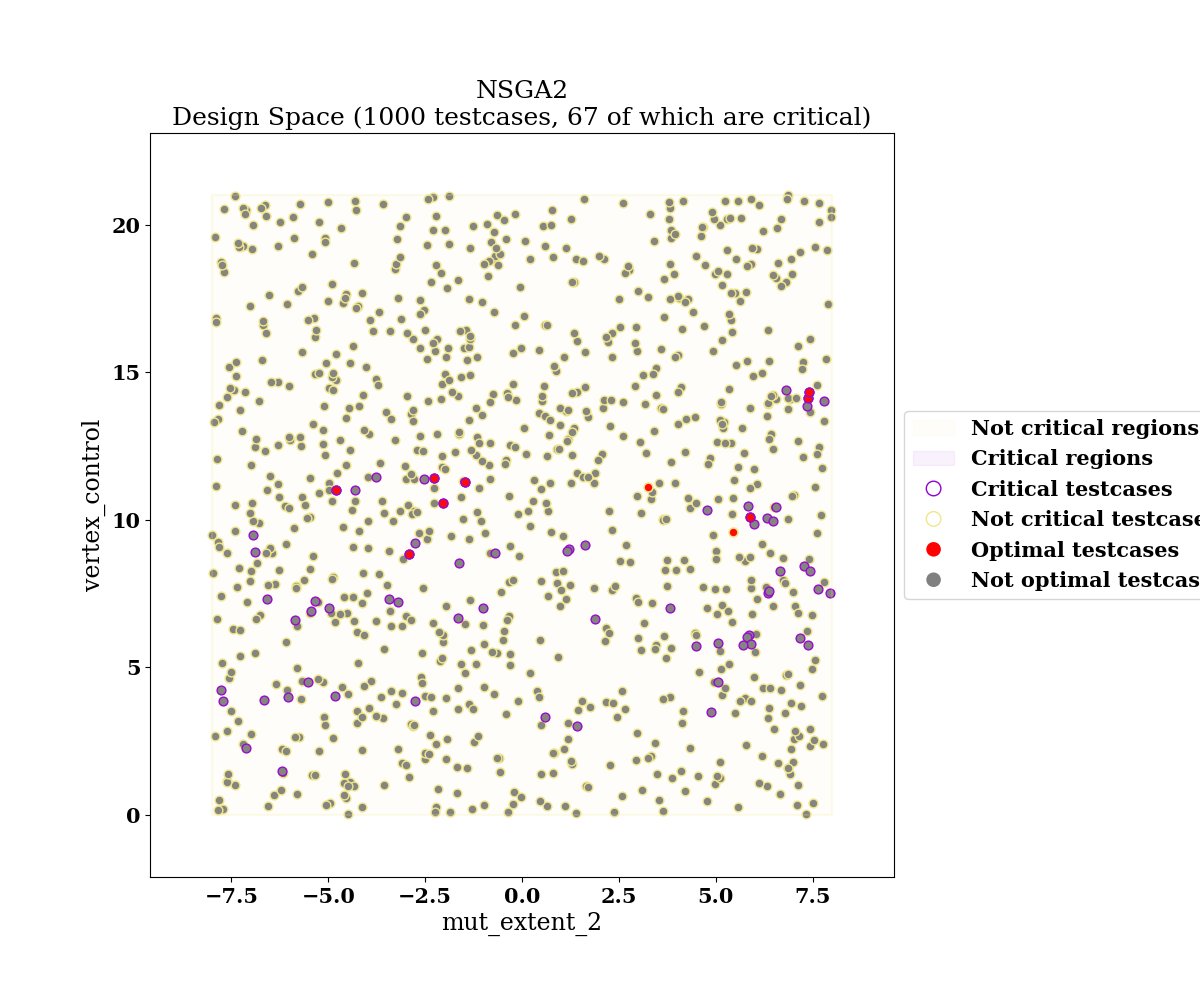 NSGA2
Design Space (1000 testcases, 67 of which are critical)
20
15
10
5
0
vertex_control
−7.5 −5.0 −2.5 0.0 2.5 5.0 7.5
mut_extent_2
Not critical regions
Critical regions
Critical testcases
Not critical testcase
Optimal testcases
Not optimal testcas